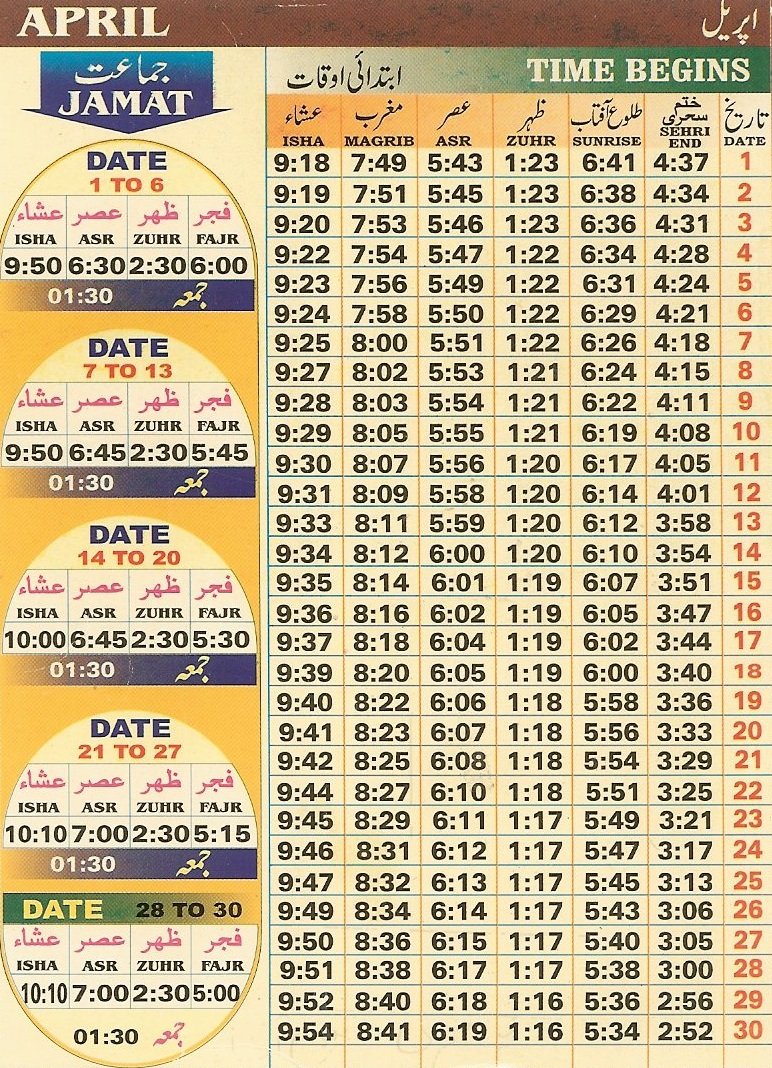 APRIL اپریل
جماعت
JAMAT
DATE
1 TO 6
عشاء عصر ظهر فجر
ISHA ASR ZUHR FAJR
9:50 6:30 2:30 6:00
01:30 جمعہ
DATE
7 TO 13
عشاء عصر ظهر فجر
ISHA ASR ZUHR FAJR
9:50 6:45 2:30 5:45
01:30 جمعہ
DATE
14 TO 20
عشاء عصر ظهر فجر
ISHA ASR ZUHR FAJR
10:00 6:45 2:30 5:30
01:30 جمعہ
DATE
21 TO 27
عشاء عصر ظهر فجر
ISHA ASR ZUHR FAJR
10:10 7:00 2:30 5:15
01:30 جمعہ
DATE 28 TO 30
عشاء عصر ظهر فجر
ISHA ASR ZUHR FAJR
10:10 7:00 2:30 5:00
01:30 جمعہ
ابتدائی اوقات TIME BEGINS
عشاء مغرب عصر ظہر طلوع آفتاب ختم سحری تاریخ
ISHA MAGRIB ASR ZUHR SUNRISE SEHRI END DATE
9:18 7:49 5:43 1:23 6:41 4:37 1
9:19 7:51 5:45 1:23 6:38 4:34 2
9:20 7:53 5:46 1:23 6:36 4:31 3
9:22 7:54 5:47 1:22 6:34 4:28 4
9:23 7:56 5:49 1:22 6:31 4:24 5
9:24 7:58 5:50 1:22 6:29 4:21 6
9:25 8:00 5:51 1:22 6:26 4:18 7
9:27 8:02 5:53 1:21 6:24 4:15 8
9:28 8:03 5:54 1:21 6:22 4:11 9
9:29 8:05 5:55 1:21 6:19 4:08 10
9:30 8:07 5:56 1:20 6:17 4:05 11
9:31 8:09 5:58 1:20 6:14 4:01 12
9:33 8:11 5:59 1:20 6:12 3:58 13
9:34 8:12 6:00 1:20 6:10 3:54 14
9:35 8:14 6:01 1:19 6:07 3:51 15
9:36 8:16 6:02 1:19 6:05 3:47 16
9:37 8:18 6:04 1:19 6:02 3:44 17
9:39 8:20 6:05 1:19 6:00 3:40 18
9:40 8:22 6:06 1:18 5:58 3:36 19
9:41 8:23 6:07 1:18 5:56 3:33 20
9:42 8:25 6:08 1:18 5:54 3:29 21
9:44 8:27 6:10 1:18 5:51 3:25 22
9:45 8:29 6:11 1:17 5:49 3:21 23
9:46 8:31 6:12 1:17 5:47 3:17 24
9:47 8:32 6:13 1:17 5:45 3:13 25
9:49 8:34 6:14 1:17 5:43 3:06 26
9:50 8:36 6:15 1:17 5:40 3:05 27
9:51 8:38 6:17 1:17 5:38 3:00 28
9:52 8:40 6:18 1:16 5:36 2:56 29
9:54 8:41 6:19 1:16 5:34 2:52 30